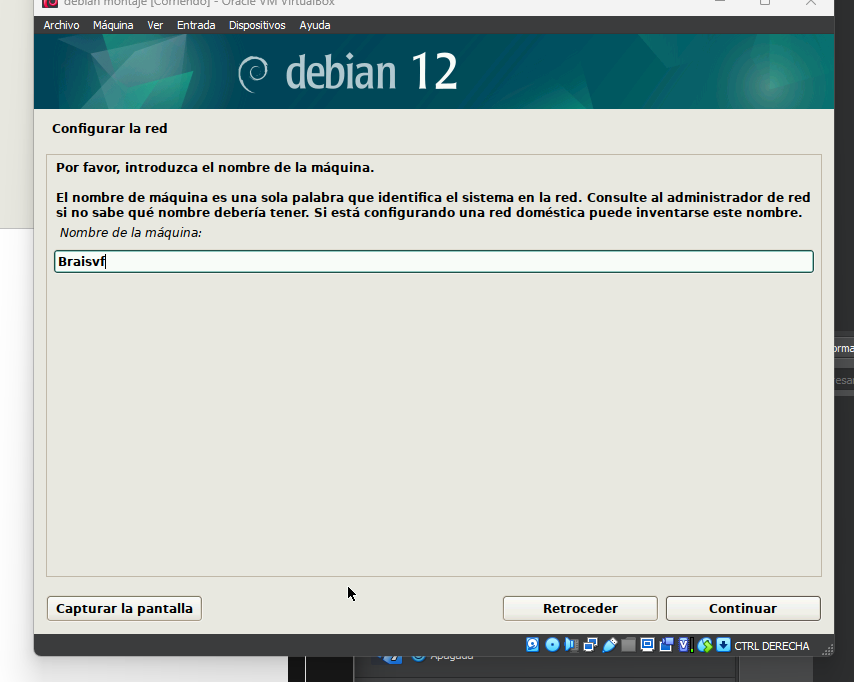 debian montaje [Corriendo] - Oracle VM VirtualBox
Archivo Máquina Ver Entrada Dispositivos Ayuda
debian 12
Configurar la red
Por favor, introduzca el nombre de la máquina.
El nombre de máquina es una sola palabra que identifica el sistema en la red. Consulte al administrador de red
si no sabe qué nombre debería tener. Si está configurando una red doméstica puede inventarse este nombre.
Nombre de la máquina:
Braisvf
Capturar la pantalla Retroceder Continuar
CTRL DERECHA
Apagada